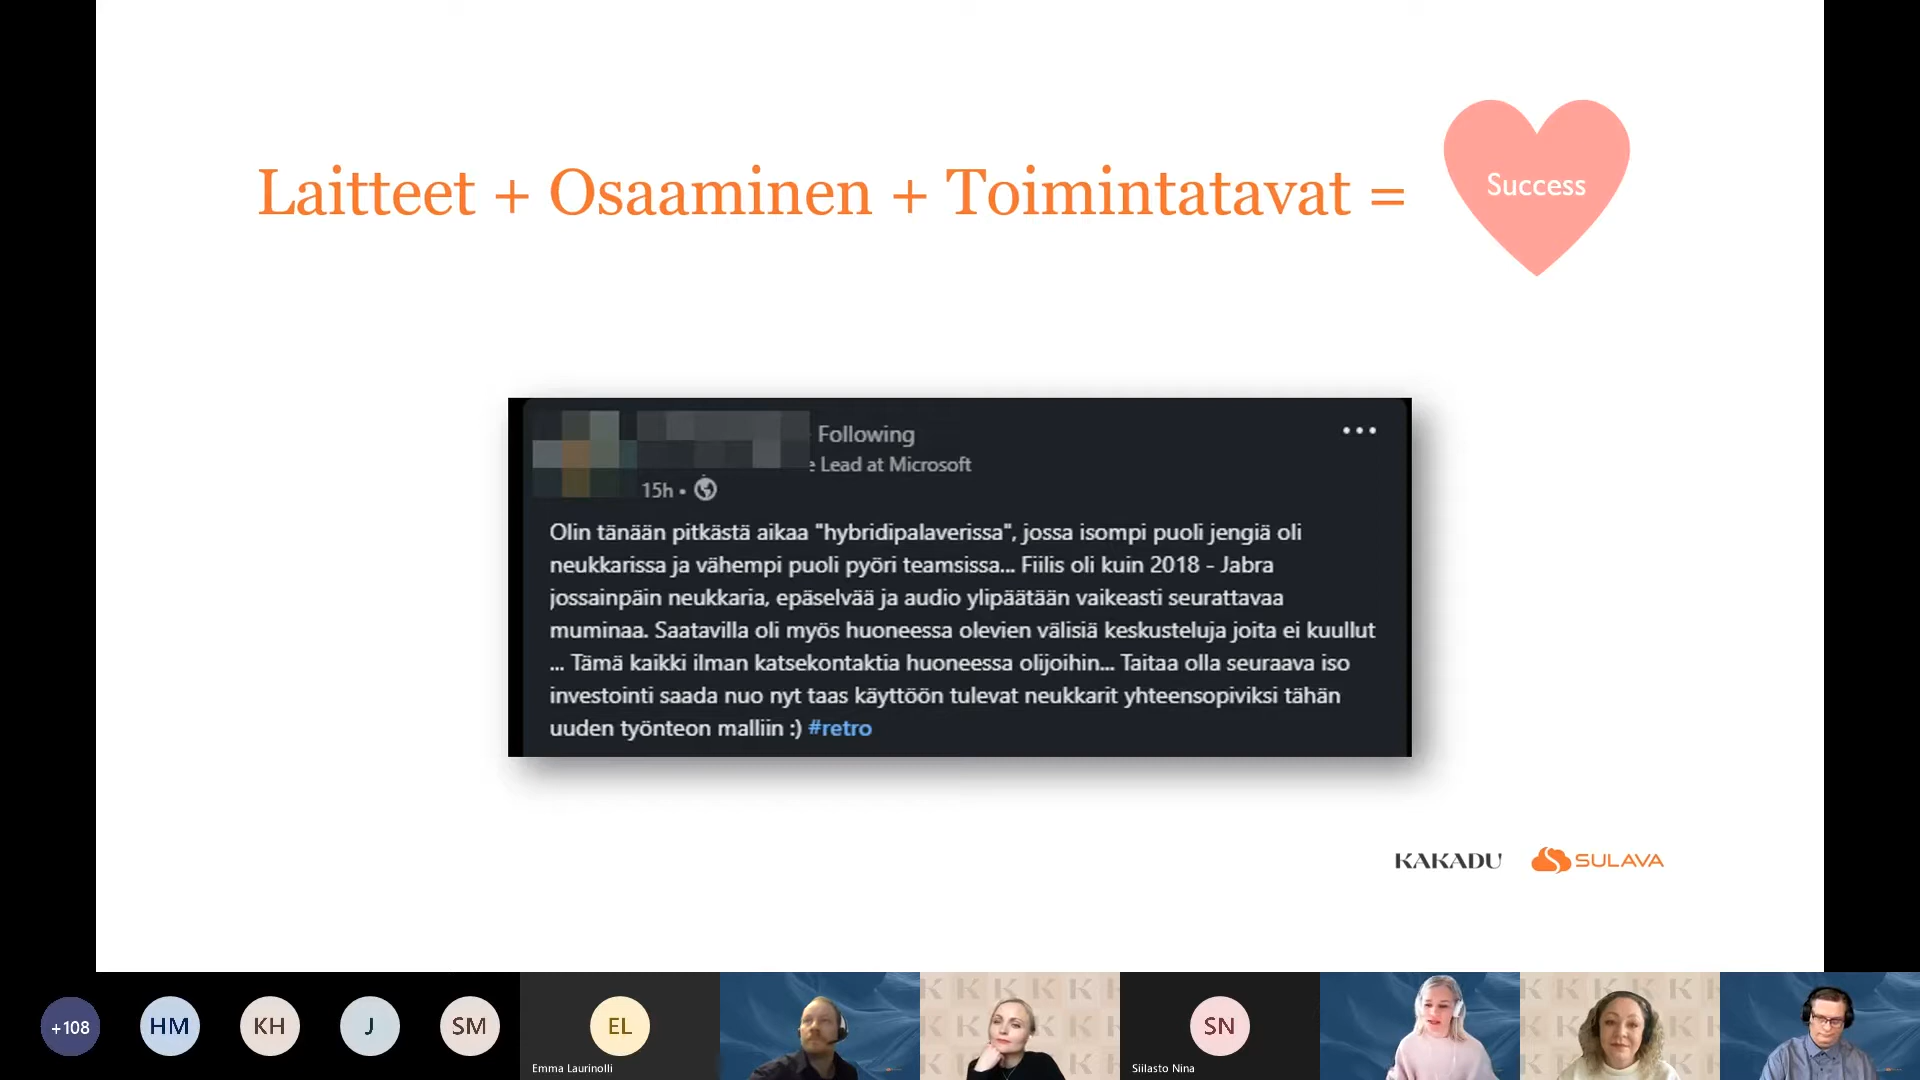 Laitteet + Osaaminen + Toimintatavat =
Success
Following
Lead at Microsoft
15h •
Olin tänään pitkästä aikaa "hybridipalaverissa", jossa isompi puoli jengiä oli
neukkarissa ja vähempi puoli pyöri teamsissa... Fiilis oli kuin 2018 - Jabra
jossainpäin neukkaria, epäselvää ja audio ylipäätään vaikeasti seurattavaa
muminaa. Saatavilla oli myös huoneessa olevien välisiä keskusteluja joita ei kuullut
... Tämä kaikki ilman katsekontaktia huoneessa olijoihin... Taitaa olla seuraava iso
investointi saada nuo nyt taas käyttöön tulevat neukkarit yhteensopiviksi tähän
uuden työnteon malliin :) #retro
KAKADU SULAVA
+108 HM KH J SM EL SN
Emma Laurinolli Siilasto Nina